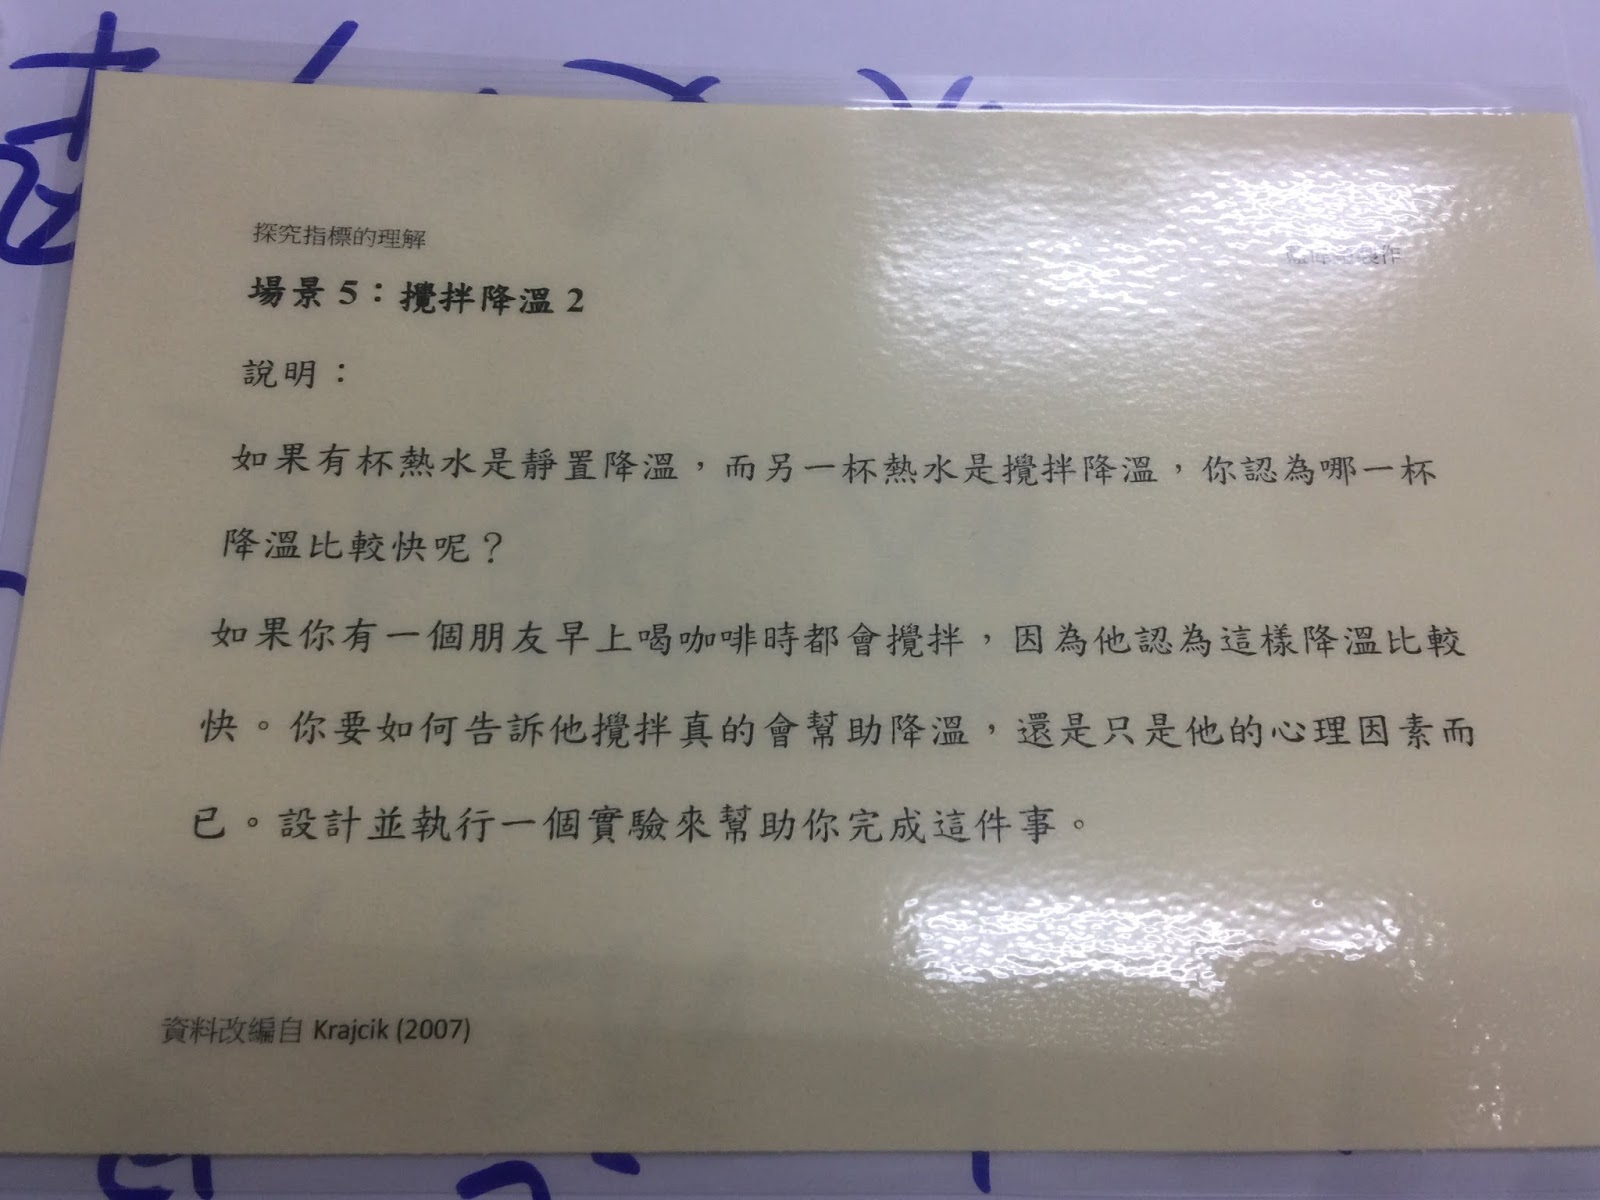 探究指標的理解
場景 5：攪拌降溫 2
說明：
如果有杯熱水是靜置降溫，而另一杯熱水是攪拌降溫，你認為哪一杯
降溫比較快呢？
如果你有一個朋友早上喝咖啡時都會攪拌，因為他認為這樣降溫比較
快。你要如何告訴他攪拌真的會幫助降溫，還是只是他的心理因素而
已。設計並執行一個實驗來幫助你完成這件事。
資料改編自 Krajcik (2007)